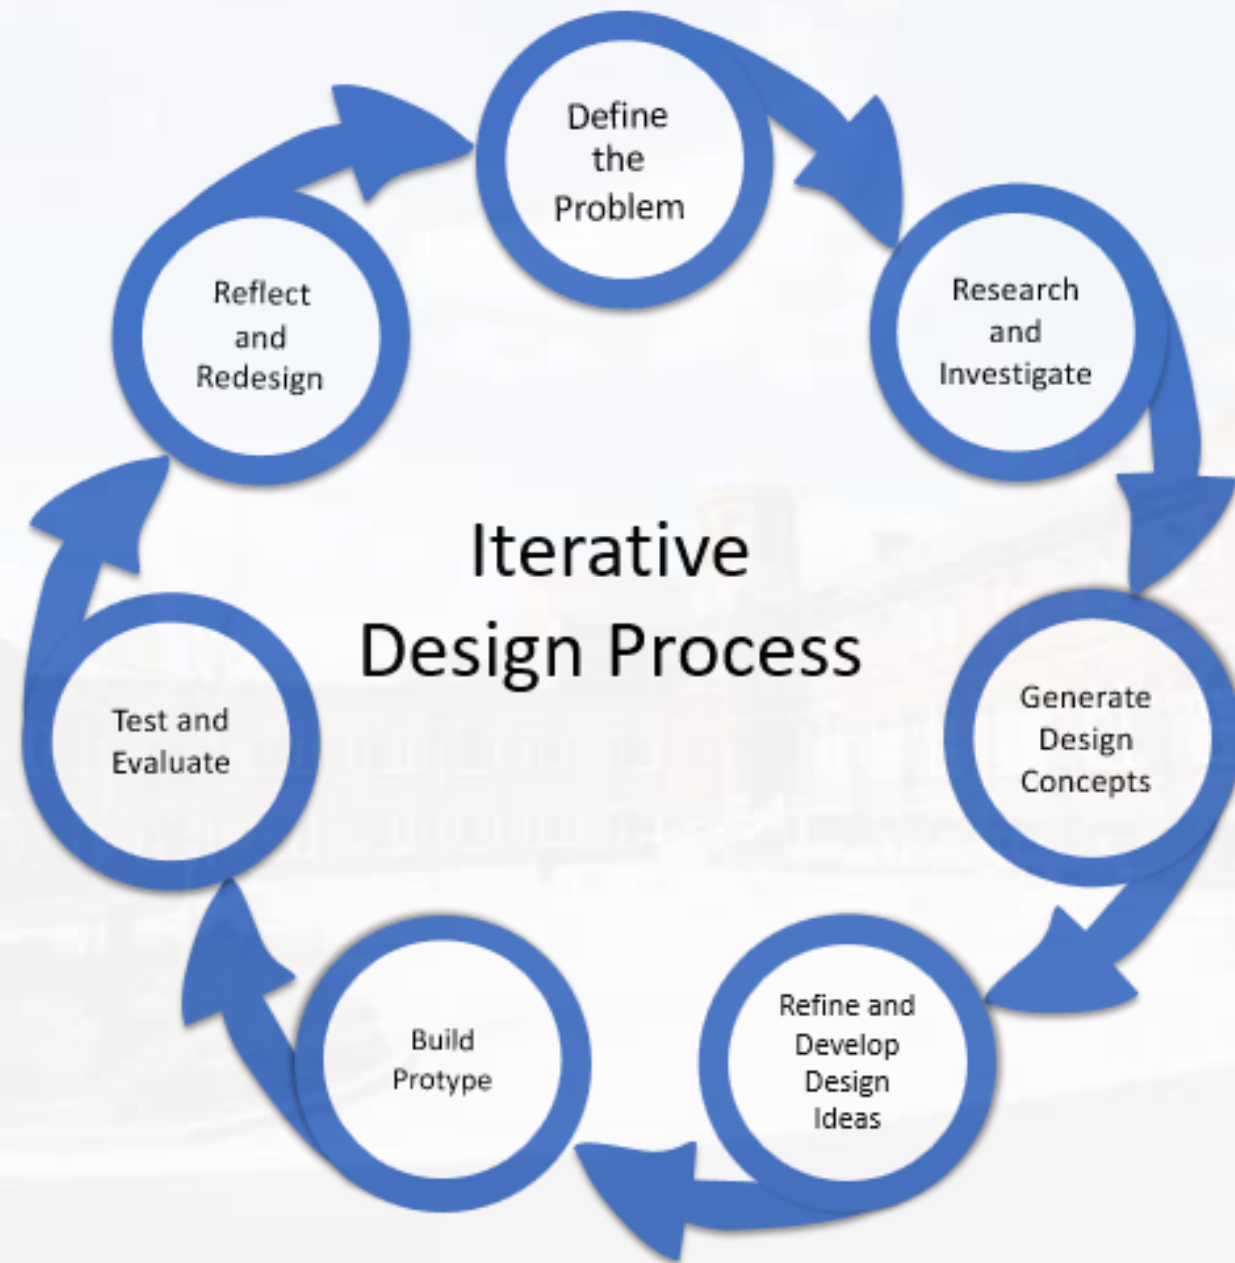 Define
the
Problem
Research
and
Investigate
Generate
Design
Concepts
Refine and
Develop
Design
Ideas
Build
Protype
Test and
Evaluate
Reflect
and
Redesign
Iterative
Design Process